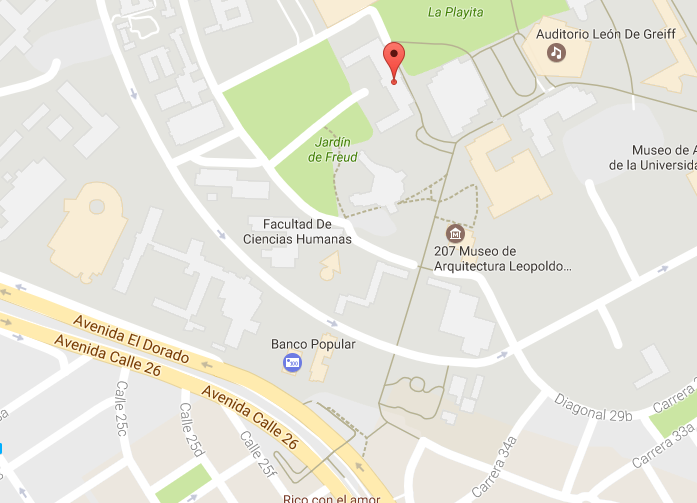 La Playita
Auditorio León De Greiff
Jardín
de Freud
Museo de A
de la Universida
Facultad De
Ciencias Humanas
207 Museo de
Arquitectura Leopoldo...
Avenida El Dorado
Avenida Calle 26
Banco Popular
Avenida Calle 26
Calle 25c
Calle 25d
Calle 25f
Carrera 34a
Diagonal 29b
Carrera 3
Carrera 33a
Rico con el amor